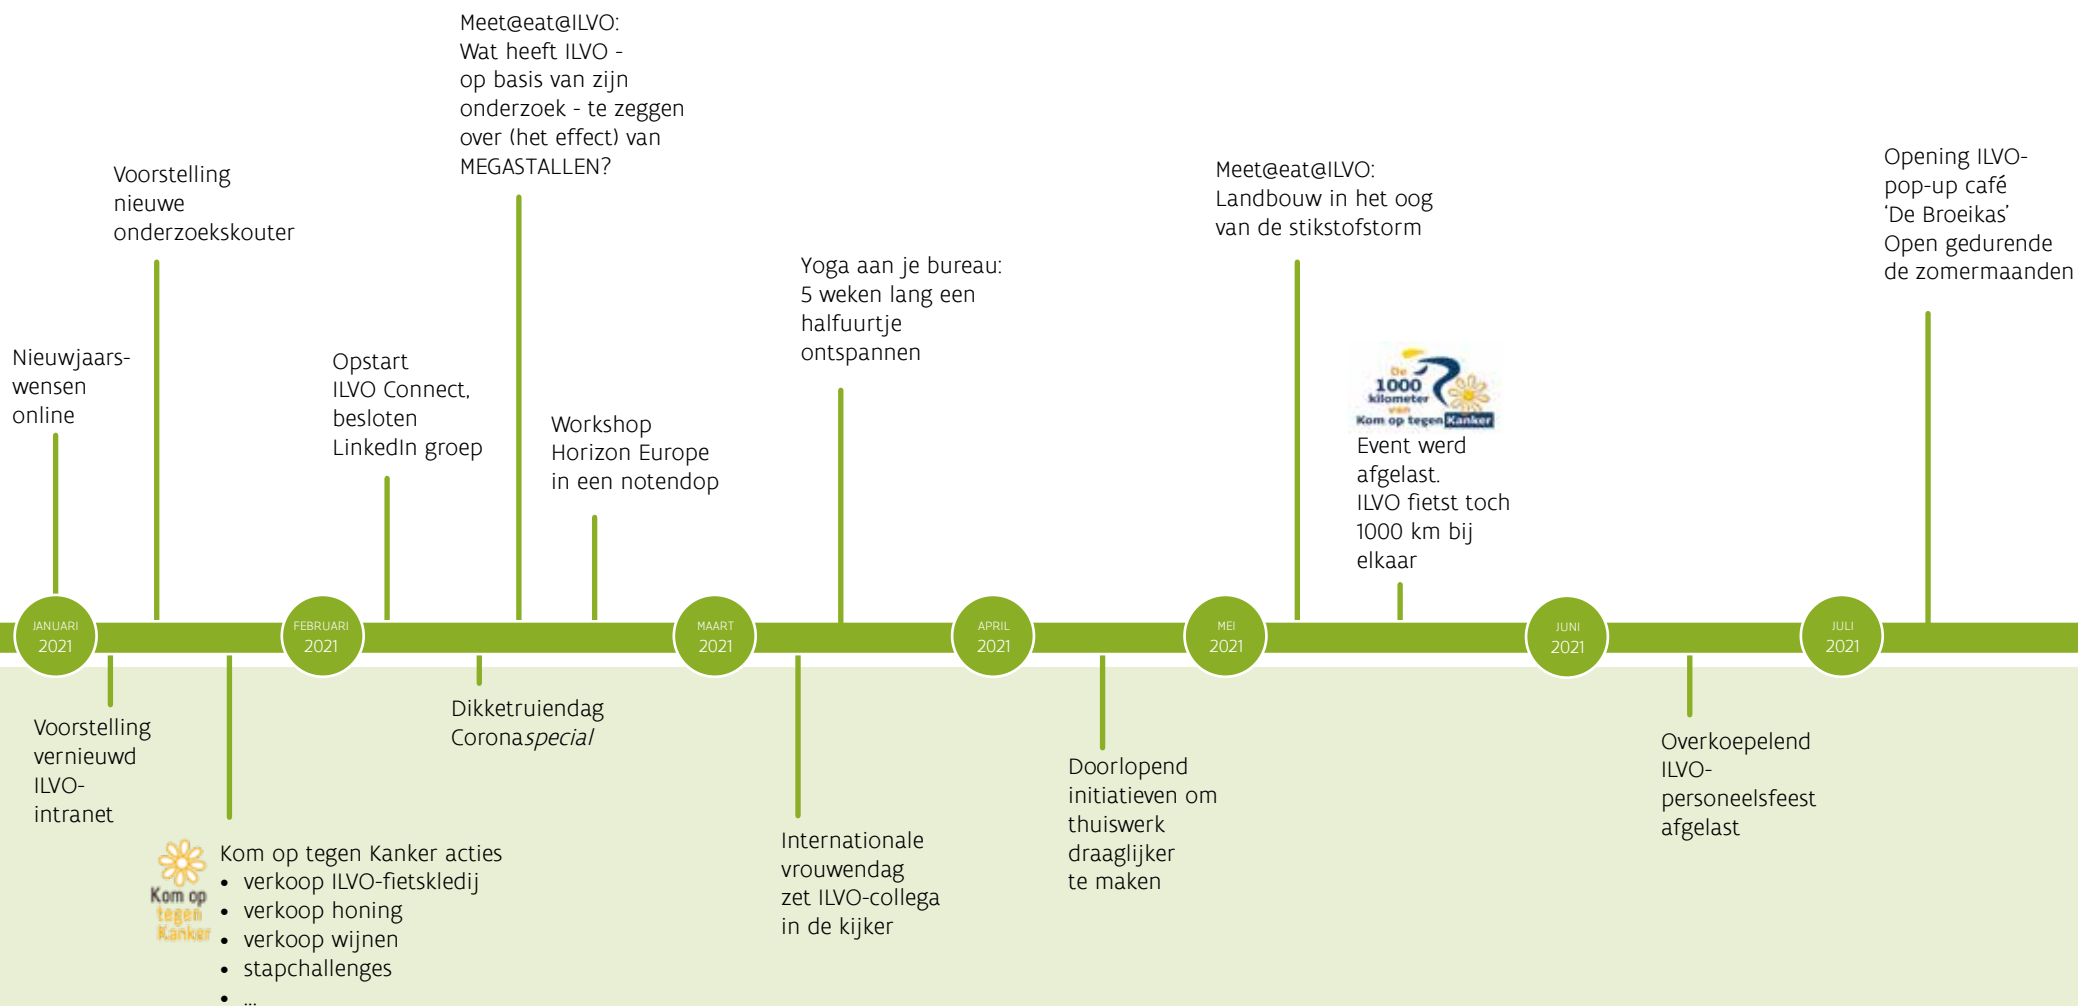 Meet@eat@ILVO:
Wat heeft ILVO -
op basis van zijn
onderzoek - te zeggen
over (het effect) van
MEGASTALLEN?
Voorstelling
nieuwe
onderzoekskouter
Nieuwjaars-
wensen
online
Opstart
ILVO Connect,
besloten
LinkedIn groep
Workshop
Horizon Europe
in een notendop
Yoga aan je bureau:
5 weken lang een
halfuurtje
ontspannen
Meet@eat@ILVO:
Landbouw in het oog
van de stikstofstorm
De
1000
kilometer
van
Kom op tegen Kanker
Event werd
afgelast.
ILVO fietst toch
1000 km bij
elkaar
Opening ILVO-
pop-up café
‘De Broeikas’
Open gedurende
de zomermaanden
JANUARI
2021
FEBRUARI
2021
MAART
2021
APRIL
2021
MEI
2021
JUNI
2021
JULI
2021
Voorstelling
vernieuwd
ILVO-
intranet
Kom op
tegen
Kanker
Kom op tegen Kanker acties
• verkoop ILVO-fietskledij
• verkoop honing
• verkoop wijnen
• stapchallenges
• ...
Dikketruiendag
Coronaspecial
Internationale
vrouwendag
zet ILVO-collega
in de kijker
Doorlopend
initiatieven om
thuiswerk
draaglijker
te maken
Overkoepelend
ILVO-
personeelsfeest
afgelast